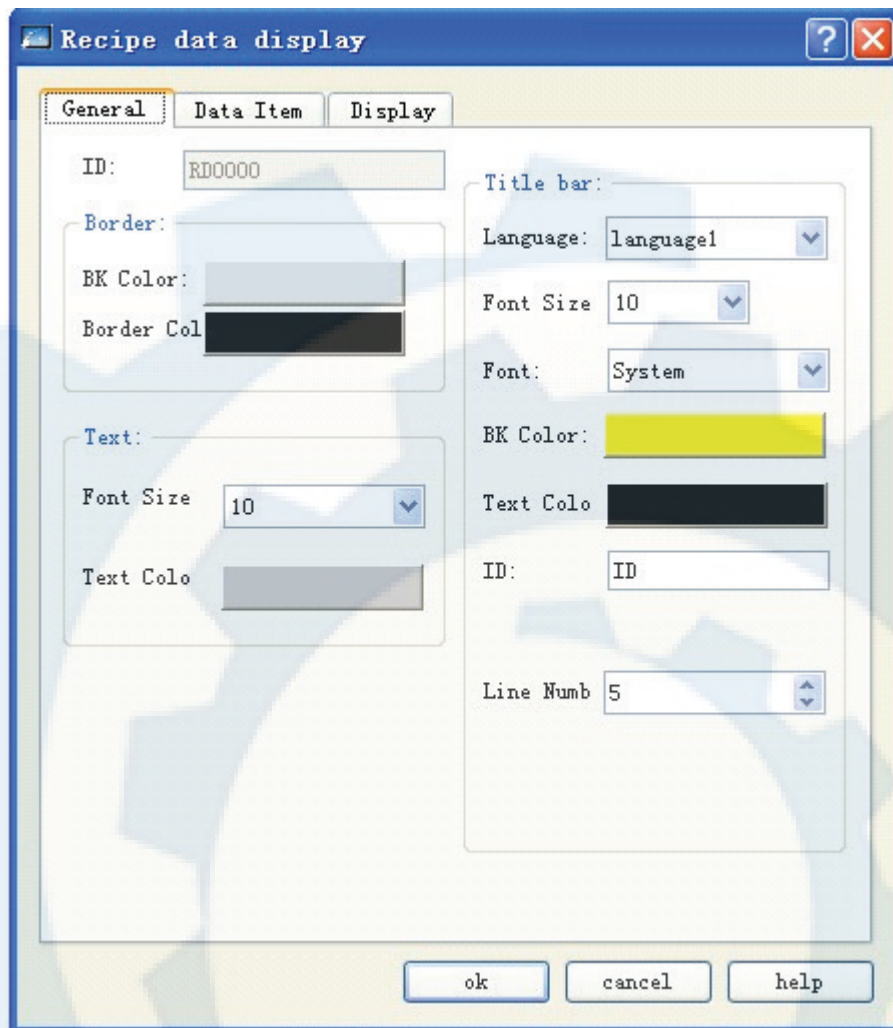 Recipe data display
General
Data Item
Display
ID:
RD0000
Border:
BK Color:
Border Col
Text:
Font Size
10
Text Colo
Title bar:
Language:
language1
Font Size
10
Font:
System
BK Color:
Text Colo
ID:
ID
Line Numb
5
ok
cancel
help